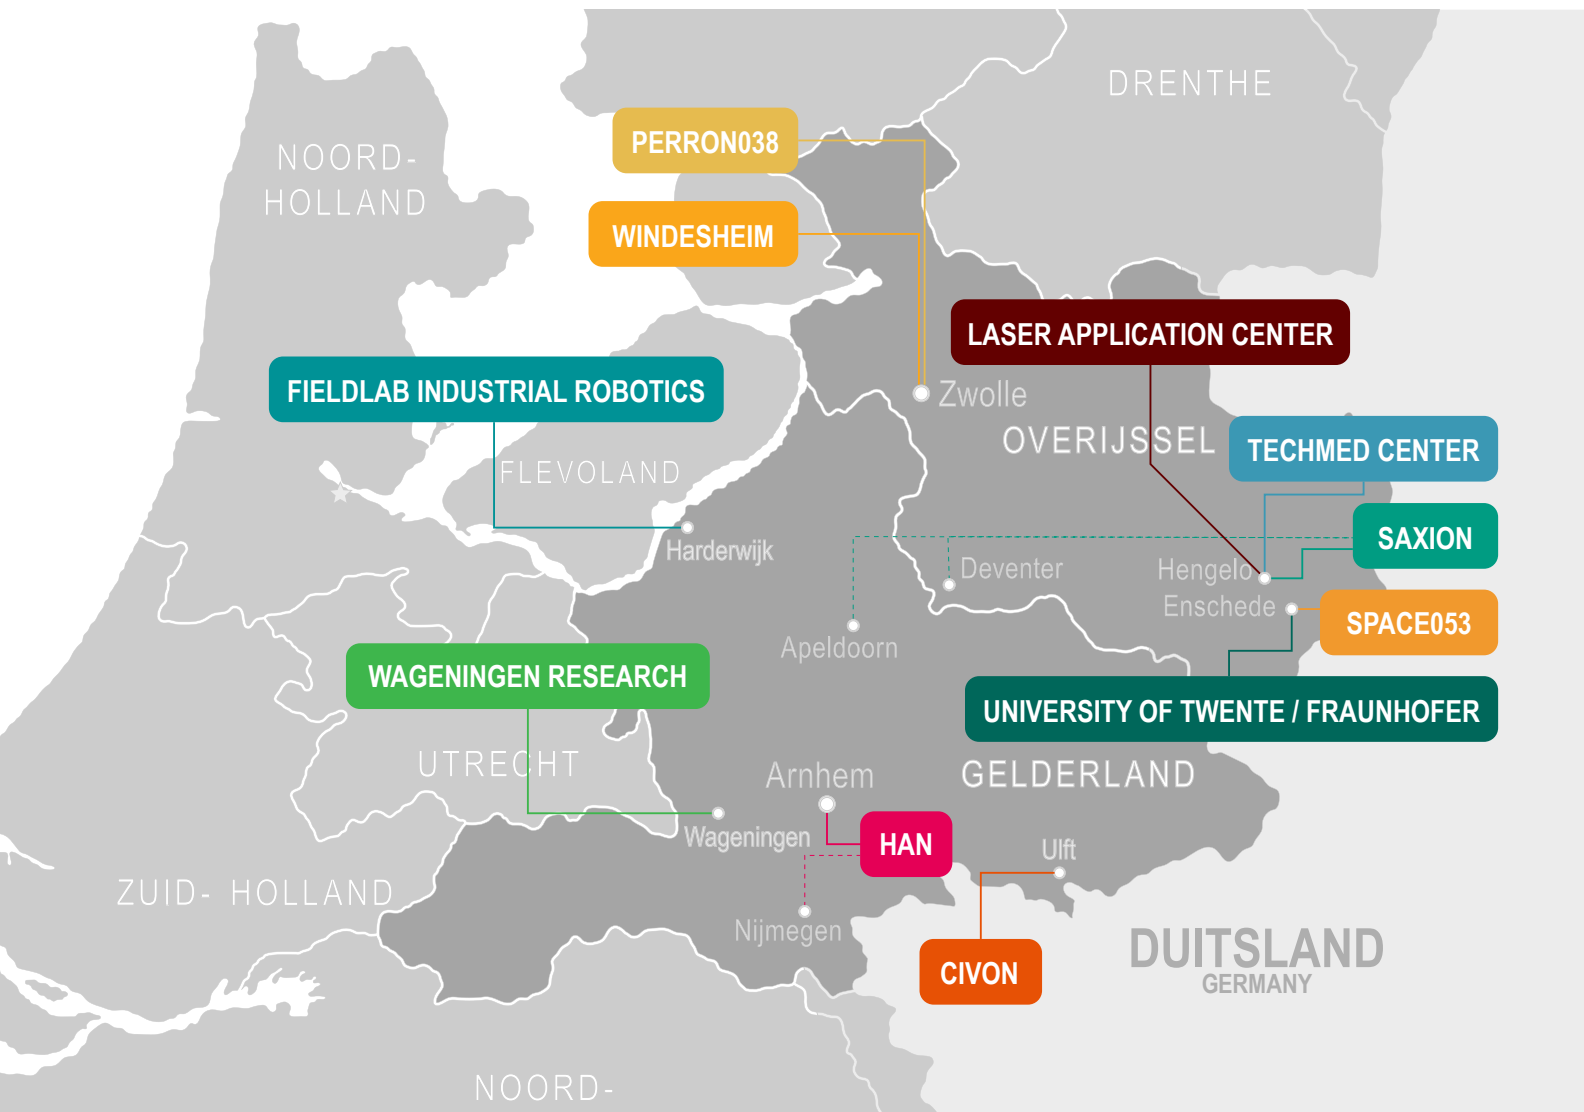 DRENTHE
NOORD-
HOLLAND
PERRON038
WINDESHEIM
LASER APPLICATION CENTER
FIELDLAB INDUSTRIAL ROBOTICS
Zwolle
OVERIJSSEL
TECHMED CENTER
FLEVOLAND
SAXION
Harderwijk
Deventer
Hengelo
Enschede
SPACE053
Apeldoorn
WAGENINGEN RESEARCH
UNIVERSITY OF TWENTE / FRAUNHOFER
UTRECHT
Arnhem
GELDERLAND
Wageningen
HAN
Ulft
ZUID- HOLLAND
Nijmegen
DUITSLAND
GERMANY
CIVON
NOORD-